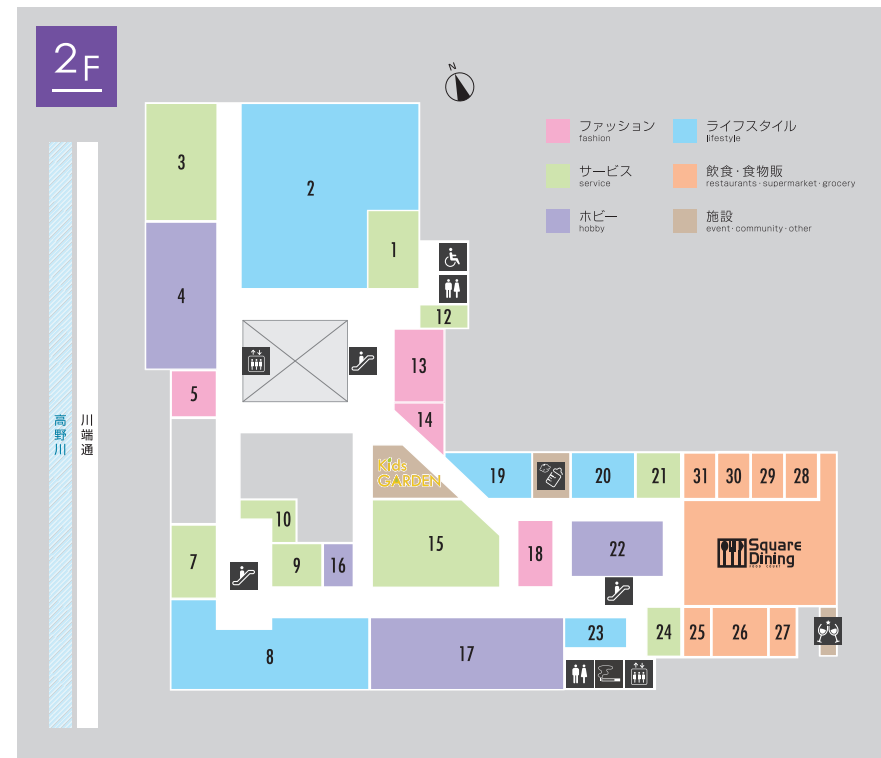 2F
N
ファッション
fashion
ライフスタイル
lifestyle
サービス
service
飲食・食物販
restaurants・supermarket・grocery
ホビー
hobby
施設
event・community・other
3
2
1
4
12
13
5
14
高野川
川端通
Kids
GARDEN
19
20
21
31
30
29
28
10
15
18
22
Square
Dining
FOOD COURT
7
9
16
8
17
23
24
25
26
27